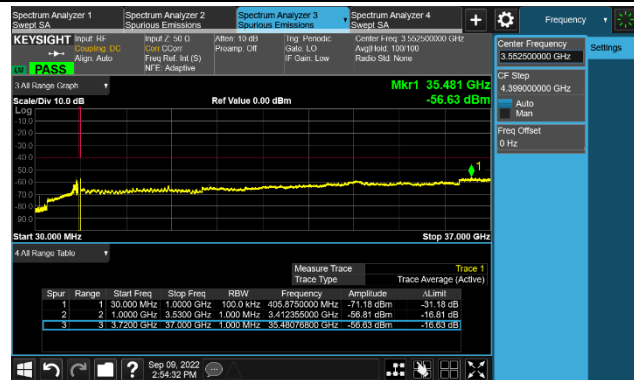 Spectrum Analyzer 1 Spectrum Analyzer 2 Spectrum Analyzer 3 Spectrum Analyzer 4 + Frequency
Swept SA Spurious Emissions Spurious Emissions Swept SA
KEYSIGHT Input: RF Input Z: 50 Ω Atten: 10 dB Trig: Periodic Center Freq: 3.552500000 GHz
Coupling: DC Corr CCorr Preamp: Off Gate: LO Avg|Hold: 100/100
Align: Auto Freq Ref: Int (S) IF Gain: Low Radio Std: None
NFE: Adaptive
PASS
Center Frequency
3.552500000 GHz
Settings
CF Step
4.399000000 GHz
Auto
Man
Freq Offset
0 Hz
3 All Range Graph Mkr1 35.481 GHz
Scale/Div 10.0 dB Ref Value 0.00 dBm -56.63 dBm
Log
-10.0
-20.0
-30.0
-40.0
-50.0
-60.0
-70.0
-80.0
-90.0
1
Start 30.000 MHz Stop 37.000 GHz
4 All Range Table
Measure Trace Trace 1
Trace Type Trace Average (Active)
Spur Range Start Freq Stop Freq RBW Frequency Amplitude ΔLimit
1 1 30.000 MHz 1.0000 GHz 100.0 kHz 405.8750000 MHz -71.18 dBm -31.18 dB
2 2 1.0000 GHz 3.5300 GHz 1.000 MHz 3.412355000 GHz -56.81 dBm -16.81 dB
3 3 3.7200 GHz 37.000 GHz 1.000 MHz 35.48076800 GHz -56.63 dBm -16.63 dB
? Sep 09, 2022
2:54:32 PM